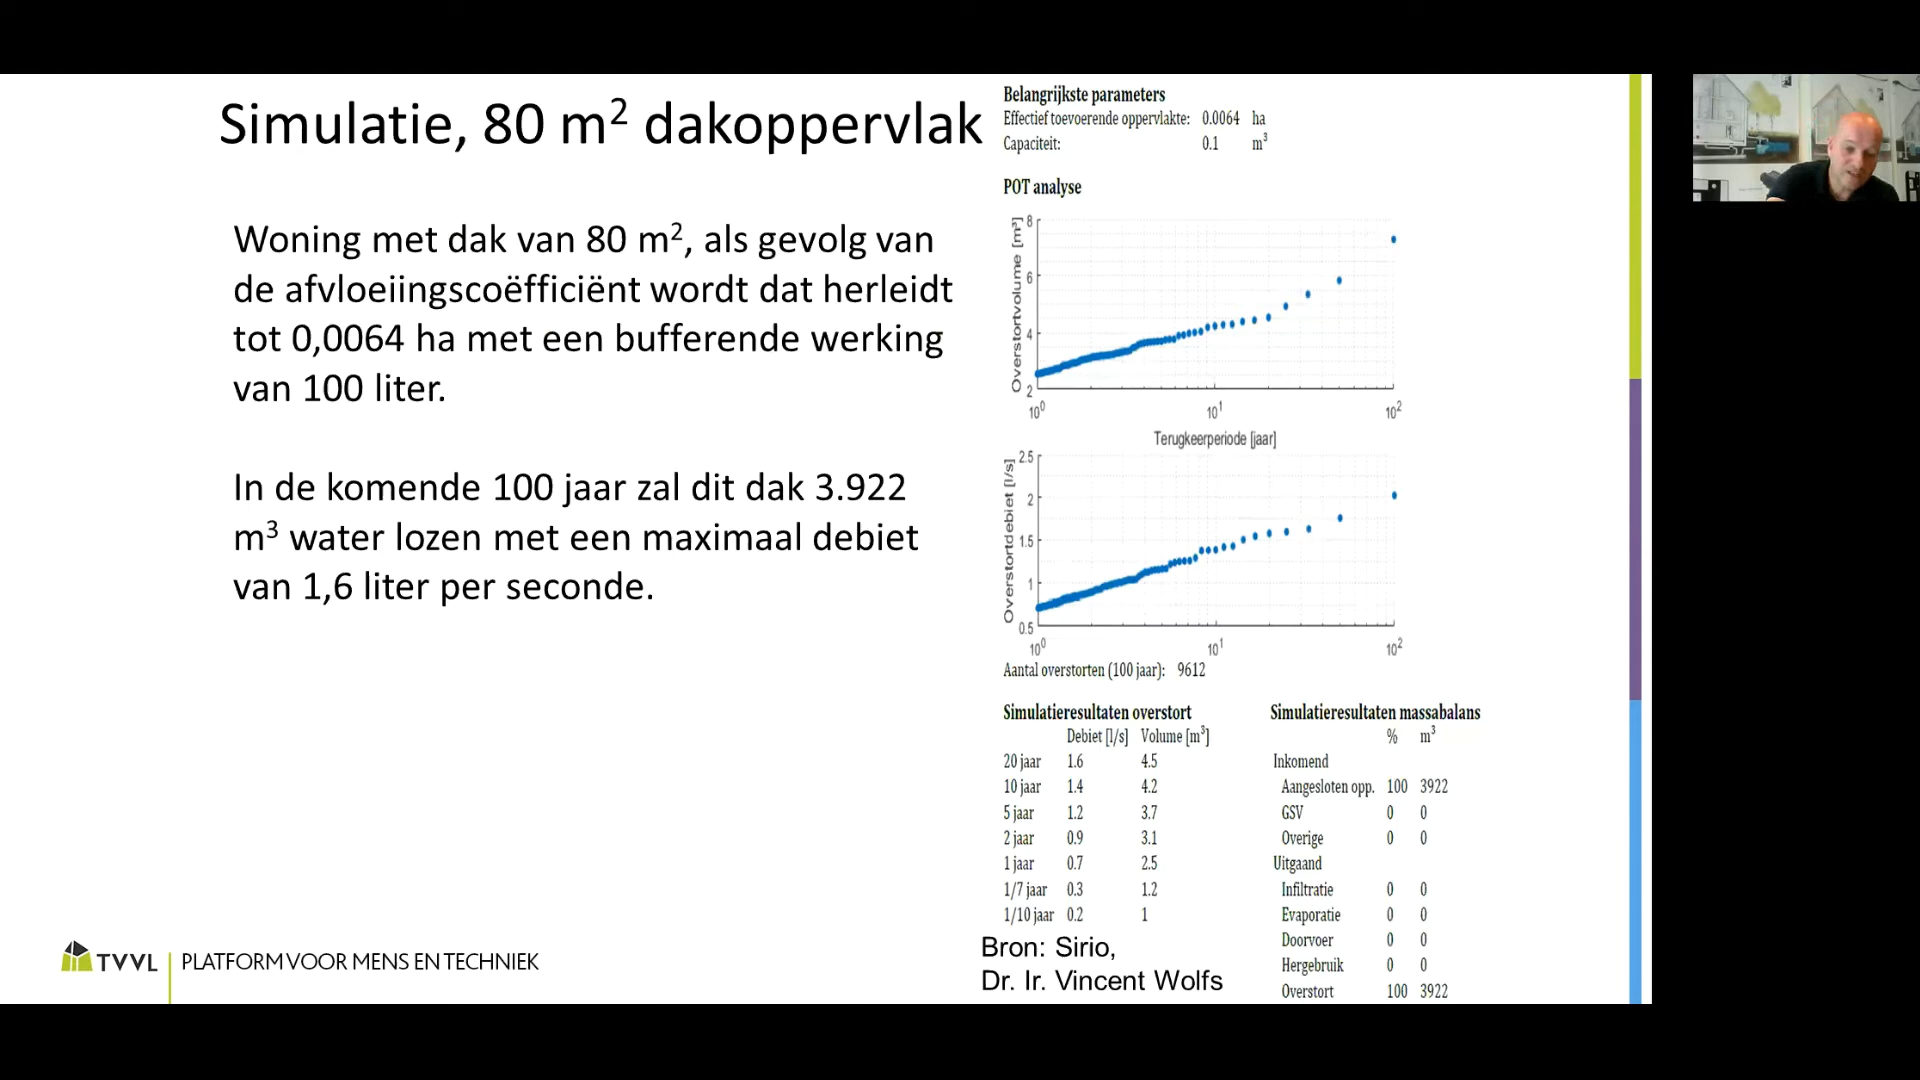 Simulatie, 80 m² dakoppervlak
Woning met dak van 80 m², als gevolg van
de afvloeiingscoëfficiënt wordt dat herleidt
tot 0,0064 ha met een bufferende werking
van 100 liter.
In de komende 100 jaar zal dit dak 3.922
m³ water lozen met een maximaal debiet
van 1,6 liter per seconde.
TVVL PLATFORM VOOR MENS EN TECHNIEK
Belangrijkste parameters
Effectief toevoerende oppervlakte: 0.0064 ha
Capaciteit: 0.1 m³
POT analyse
Overstortvolume [m³]
8
6
4
2
10⁰ 10¹ 10²
Terugkeerperiode [jaar]
Overstortdebiet [l/s]
2.5
2
1.5
1
0.5
10⁰ 10¹ 10²
Aantal overstorten (100 jaar): 9612
Simulatieresultaten overstort
Debiet [l/s] Volume [m³]
20 jaar 1.6 4.5
10 jaar 1.4 4.2
5 jaar 1.2 3.7
2 jaar 0.9 3.1
1 jaar 0.7 2.5
1/7 jaar 0.3 1.2
1/10 jaar 0.2 1
Bron: Sirio,
Dr. Ir. Vincent Wolfs
Simulatieresultaten massabalans
% m³
Inkomend
Aangesloten opp. 100 3922
GSV 0 0
Overige 0 0
Uitgaand
Infiltratie 0 0
Evaporatie 0 0
Doorvoer 0 0
Hergebruik 0 0
Overstort 100 3922